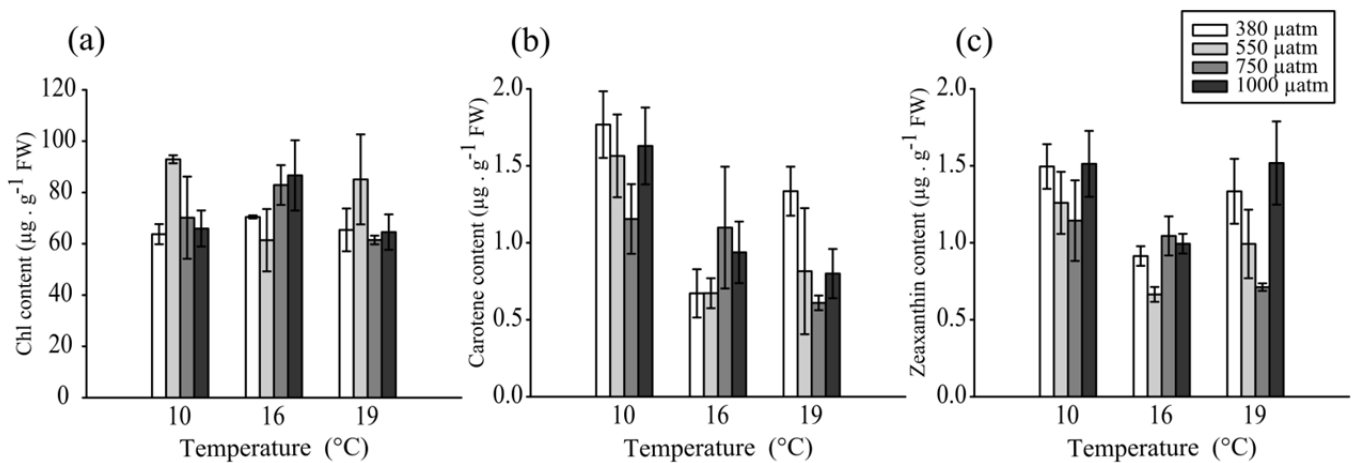 (a)
Chl content (µg . g⁻¹ FW)
120
100
80
60
40
20
0
10 16 19
Temperature (°C)
(b)
Carotene content (µg . g⁻¹ FW)
2.0
1.5
1.0
0.5
0.0
10 16 19
Temperature (°C)
(c)
Zeaxanthin content (µg . g⁻¹ FW)
2.0
1.5
1.0
0.5
0.0
10 16 19
Temperature (°C)
380 µatm
550 µatm
750 µatm
1000 µatm